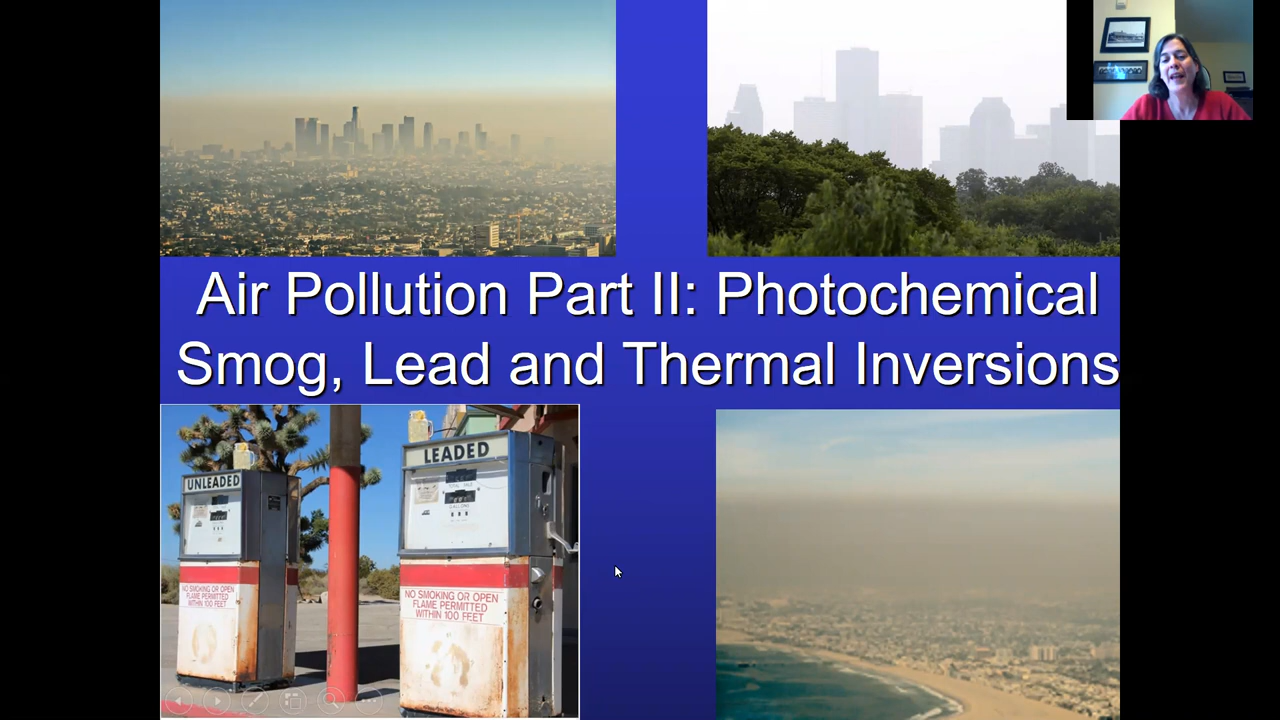 Air Pollution Part II: Photochemical
Smog, Lead and Thermal Inversions
UNLEADED
NO SMOKING OR OPEN
FLAME PERMITTED
WITHIN 100 FEET
LEADED
NO SMOKING OR OPEN
FLAME PERMITTED
WITHIN 100 FEET